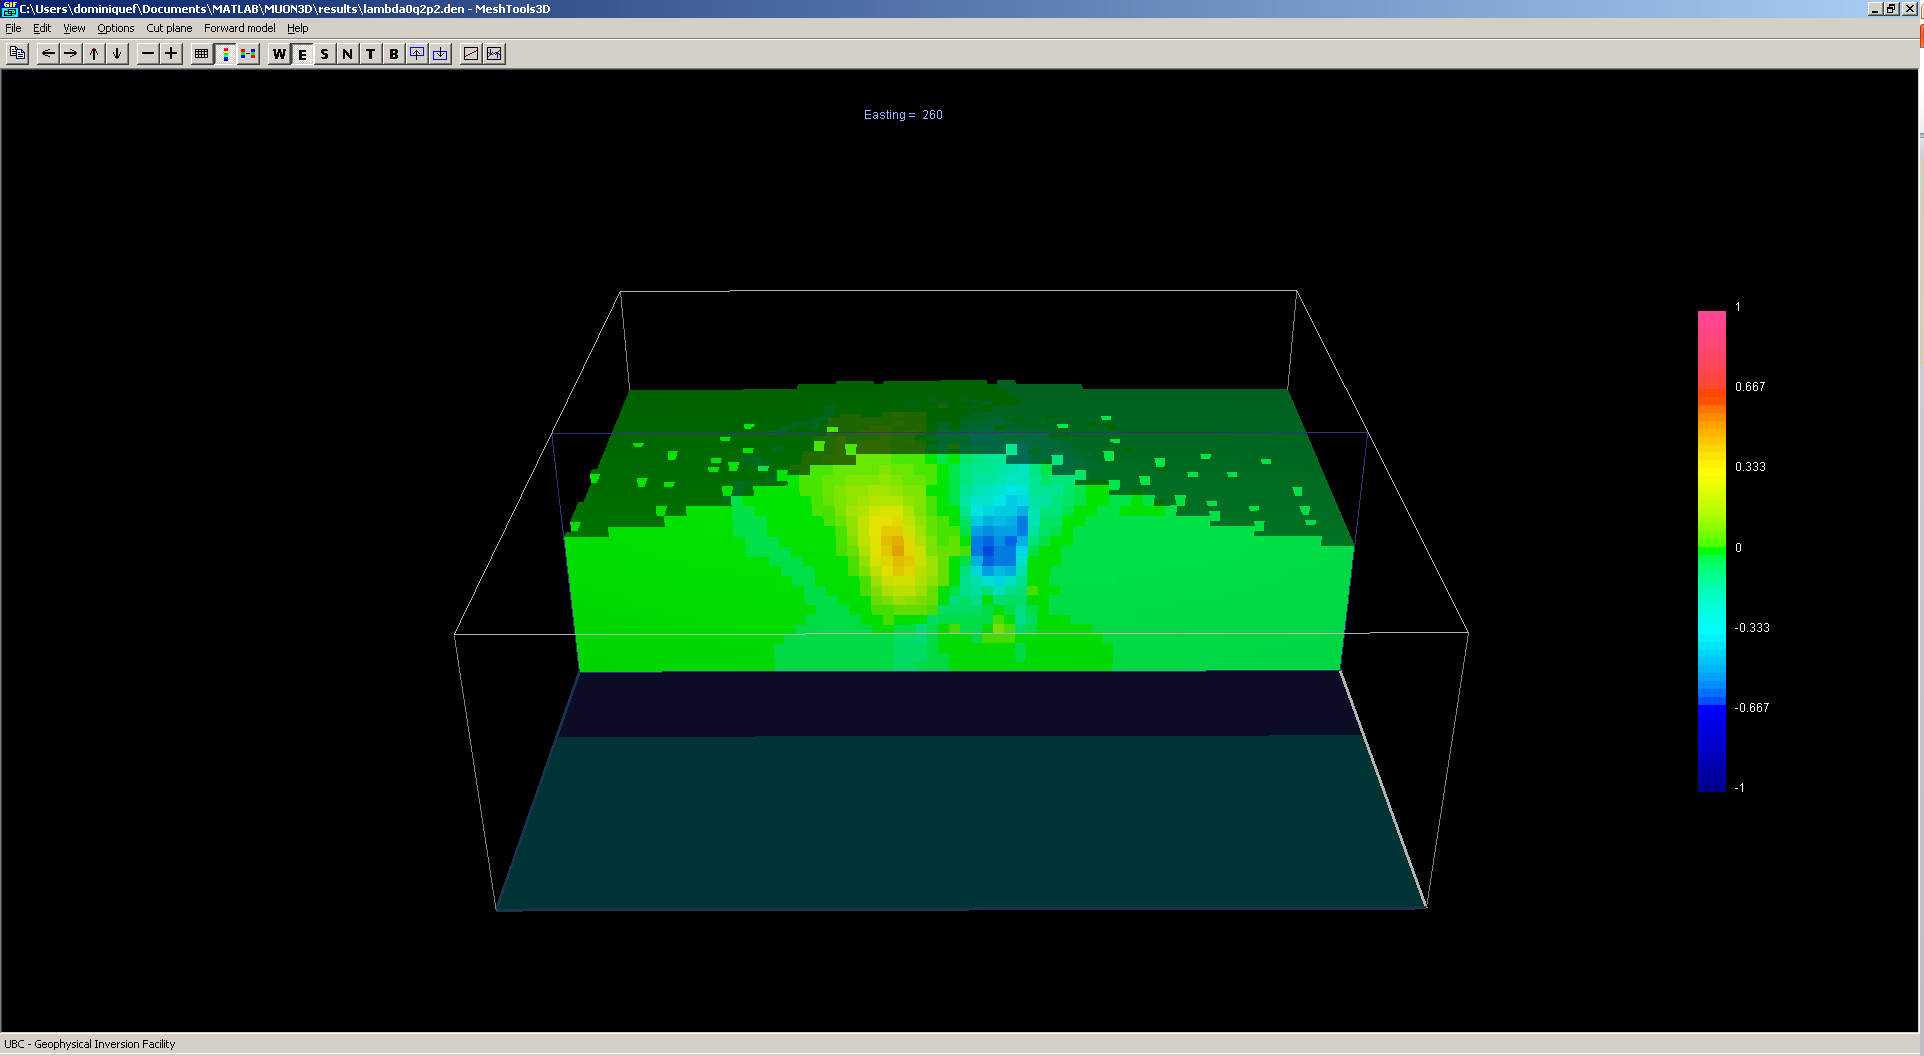 GIF C:\Users\dominiquef\Documents\MATLAB\MUON3D\results\lambda0q2p2.den - MeshTools3D
File Edit View Options Cut plane Forward model Help
W E S N T B
Easting = 260
1
0.667
0.333
0
-0.333
-0.667
-1
UBC - Geophysical Inversion Facility